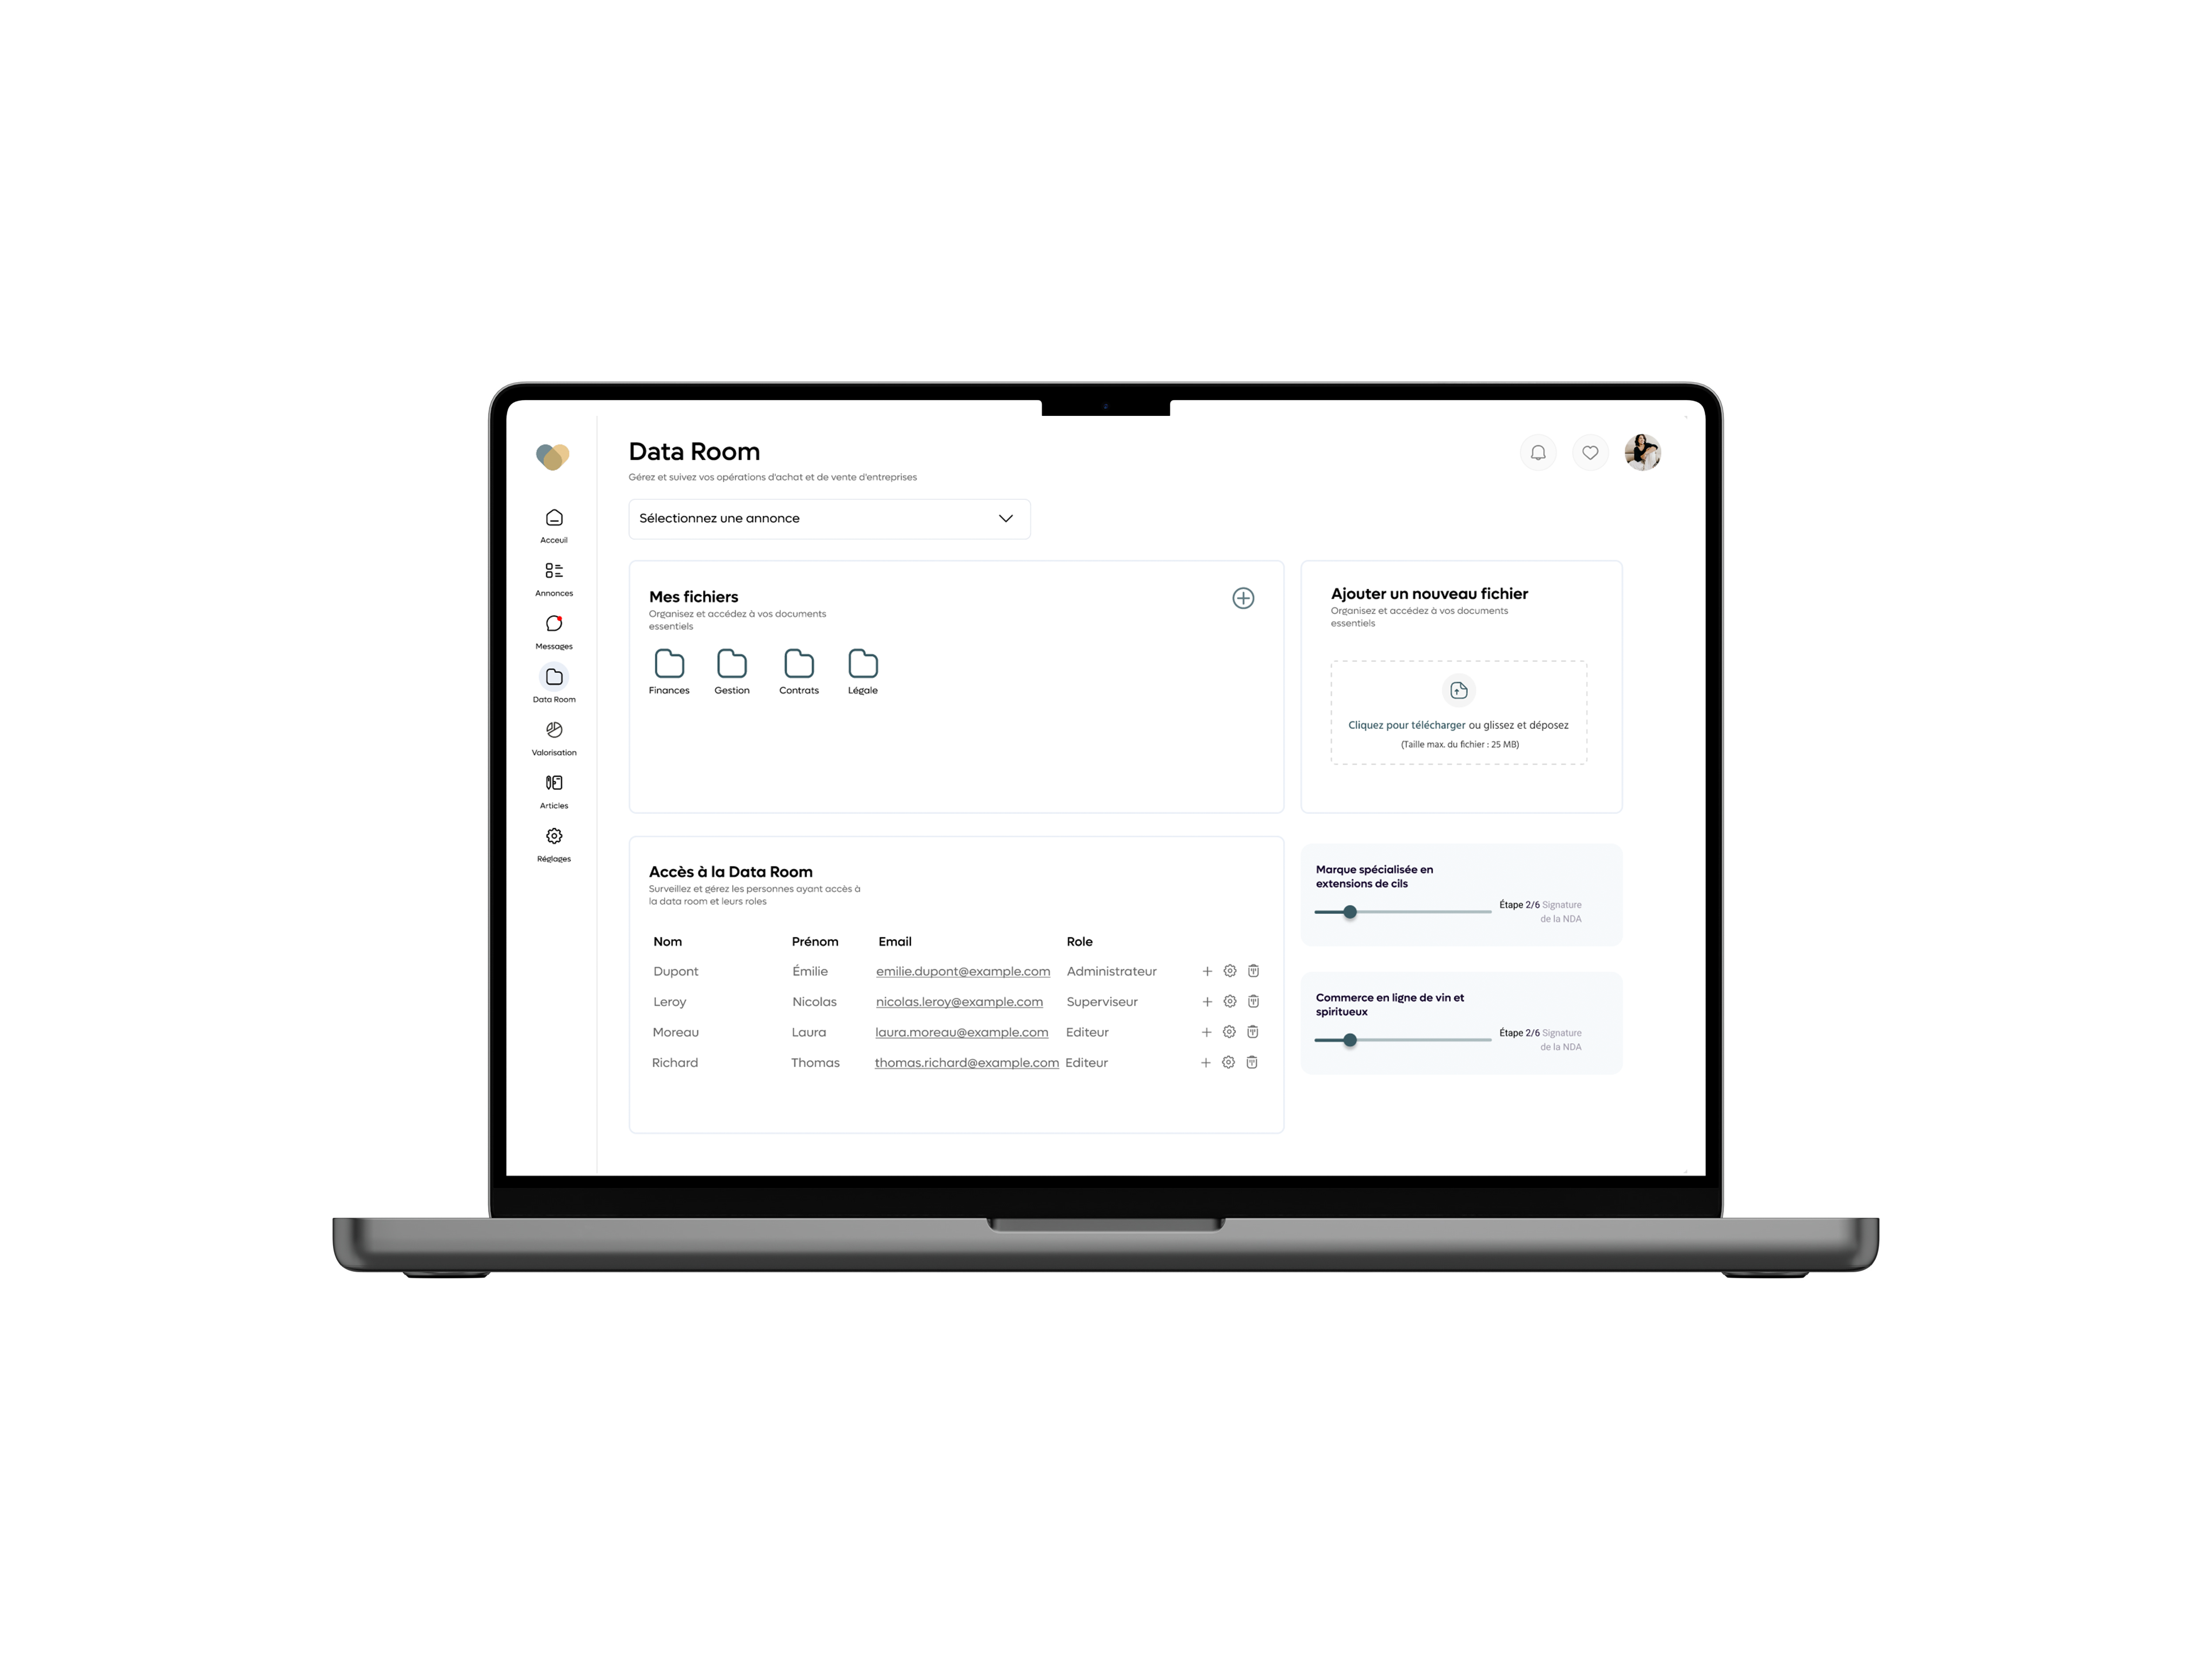 Data Room
Gérez et suivez vos opérations d'achat et de vente d'entreprises
Sélectionnez une annonce
Acceuil
Annonces
Messages
Data Room
Valorisation
Articles
Réglages
Mes fichiers
Organisez et accédez à vos documents
essentiels
Finances
Gestion
Contrats
Légale
Ajouter un nouveau fichier
Organisez et accédez à vos documents
essentiels
Cliquez pour télécharger ou glissez et déposez
(Taille max. du fichier : 25 MB)
Accès à la Data Room
Surveillez et gérez les personnes ayant accès à
la data room et leurs roles
Nom Prénom Email Role
Dupont Émilie emilie.dupont@example.com Administrateur
Leroy Nicolas nicolas.leroy@example.com Superviseur
Moreau Laura laura.moreau@example.com Editeur
Richard Thomas thomas.richard@example.com Editeur
Marque spécialisée en
extensions de cils
Étape 2/6 Signature
de la NDA
Commerce en ligne de vin et
spiritueux
Étape 2/6 Signature
de la NDA